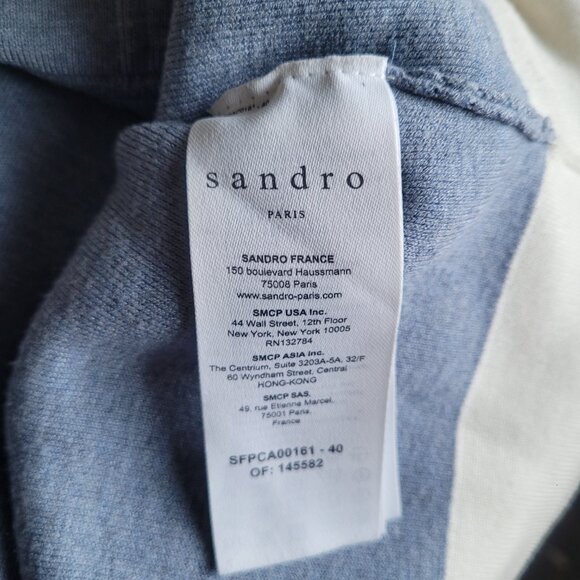 sandro
PARIS
SANDRO FRANCE
150 boulevard Haussmann
75008 Paris
www.sandro-paris.com
SMCP USA Inc.
44 Wall Street, 12th Floor
New York, New York 10005
RN132784
SMCP ASIA Inc.
The Centrium, Suite 3203A-5A, 32/F
60 Wyndham Street, Central
HONG-KONG
SMCP SAS.
49, rue Etienne Marcel.
75001 Paris.
France
SFPCA00161 - 40
OF: 145582